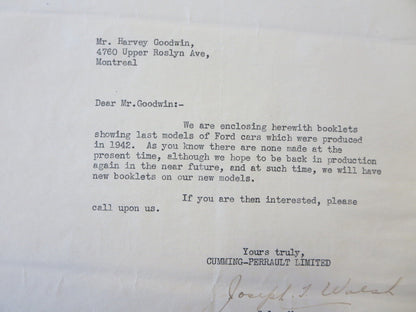 Mr. Harvey Goodwin,
4760 Upper Roslyn Ave,
Montreal
Dear Mr.Goodwin:-
We are enclosing herewith booklets
showing last models of Ford cars which were produced
in 1942. As you know there are none made at the
present time, although we hope to be back in production
again in the near future, and at such time, we will have
new booklets on our new models.
If you are then interested, please
call upon us.
Yours truly,
CUMMING-PERRAULT LIMITED
Joseph T Walsh